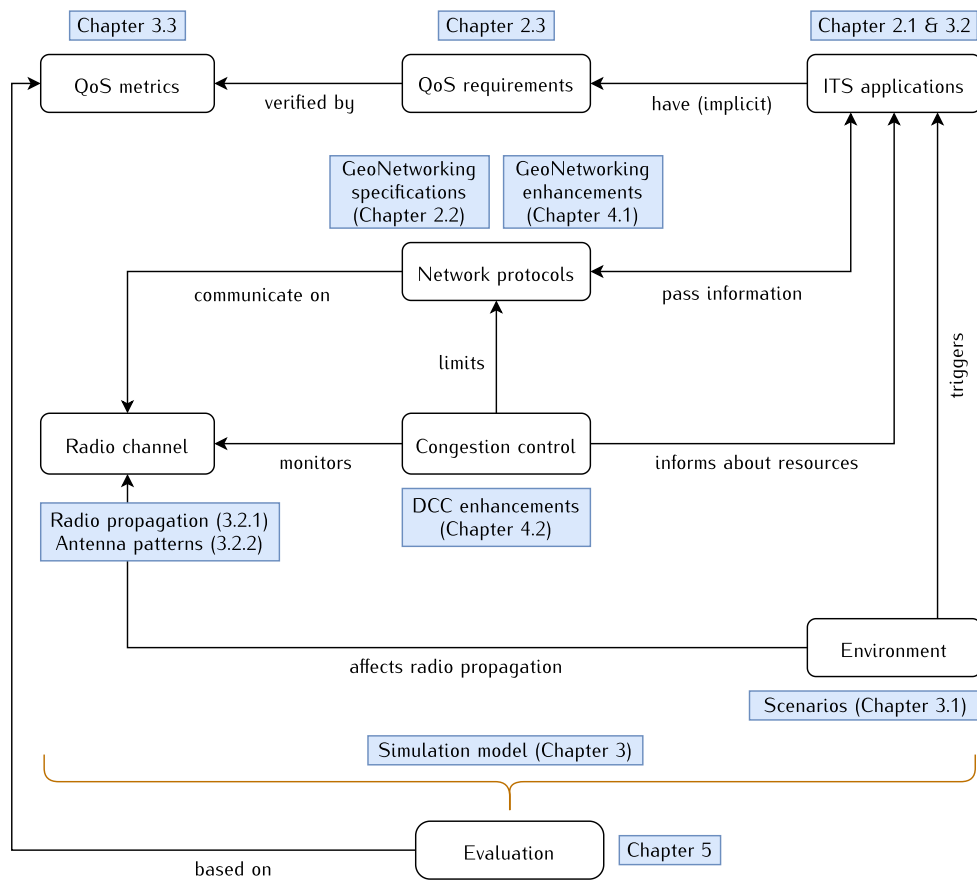 Chapter 3.3
Chapter 2.3
Chapter 2.1 & 3.2
QoS metrics
QoS requirements
ITS applications
verified by
have (implicit)
GeoNetworking
specifications
(Chapter 2.2)
GeoNetworking
enhancements
(Chapter 4.1)
Network protocols
communicate on
pass information
limits
triggers
Radio channel
Congestion control
monitors
informs about resources
Radio propagation (3.2.1)
Antenna patterns (3.2.2)
DCC enhancements
(Chapter 4.2)
Environment
affects radio propagation
Scenarios (Chapter 3.1)
Simulation model (Chapter 3)
Evaluation
Chapter 5
based on